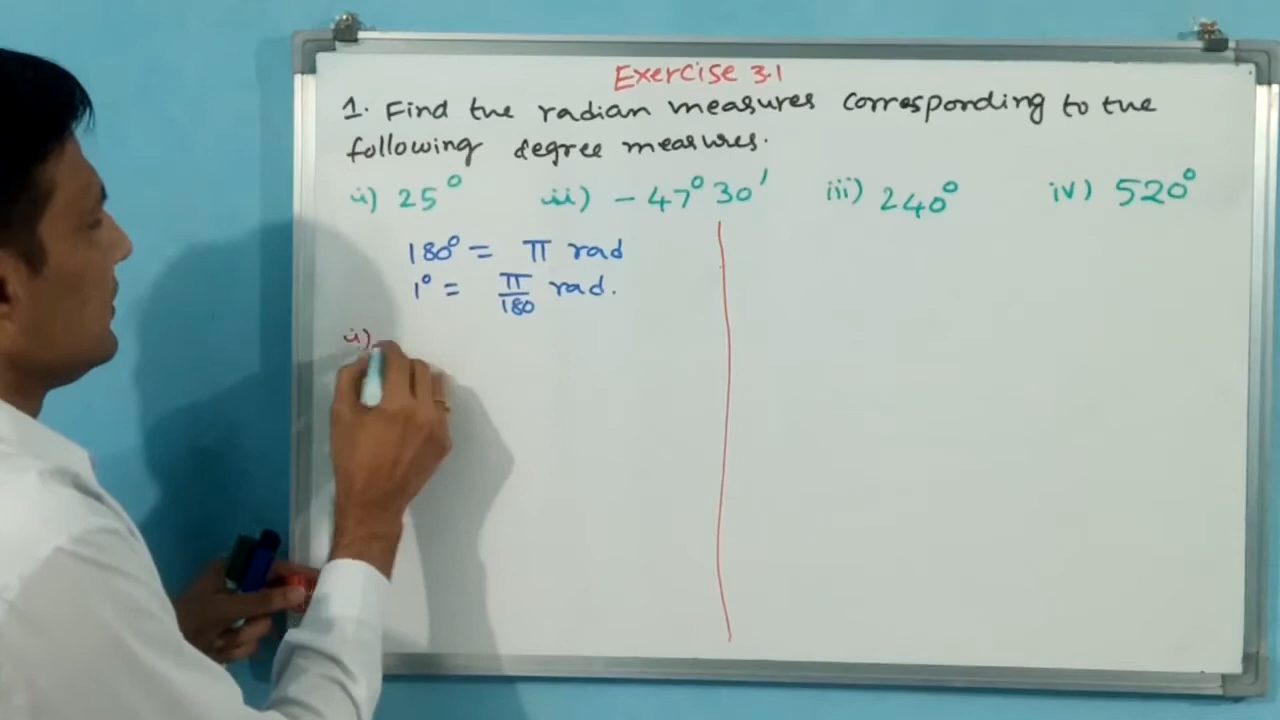 Exercise 3.1
1. Find the radian measures corresponding to the
following degree measures.
i) 25° ii) - 47° 30' iii) 240° iv) 520°
180° = π rad
1° = π/180 rad.
i)